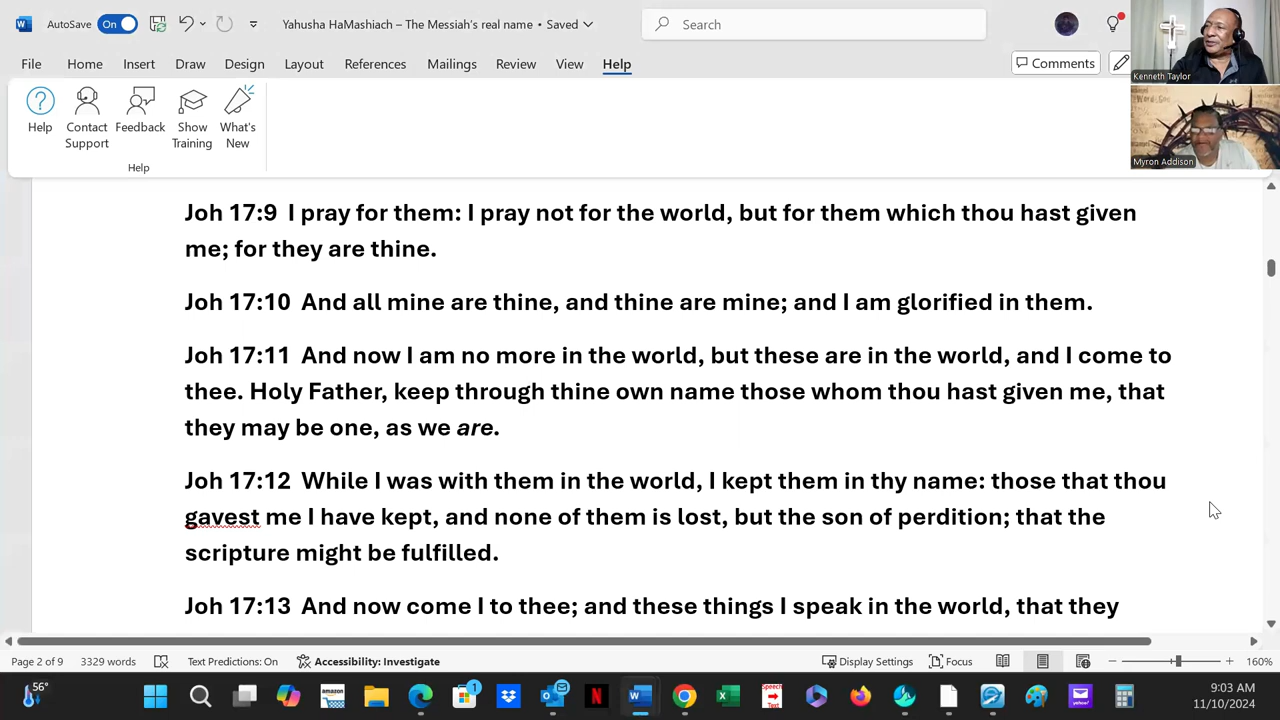 AutoSave On Yahusha HaMashiach – The Messiah's real name • Saved Search
Kenneth Taylor
File Home Insert Draw Design Layout References Mailings Review View Help Comments
Help Contact Support Feedback Show Training What's New
Help
Myron Addison
Joh 17:9 I pray for them: I pray not for the world, but for them which thou hast given
me; for they are thine.
Joh 17:10 And all mine are thine, and thine are mine; and I am glorified in them.
Joh 17:11 And now I am no more in the world, but these are in the world, and I come to
thee. Holy Father, keep through thine own name those whom thou hast given me, that
they may be one, as we are.
Joh 17:12 While I was with them in the world, I kept them in thy name: those that thou
gavest me I have kept, and none of them is lost, but the son of perdition; that the
scripture might be fulfilled.
Joh 17:13 And now come I to thee; and these things I speak in the world, that they
Page 2 of 9 3329 words Text Predictions: On Accessibility: Investigate Display Settings Focus 160%
56°
amazon
Speech Text
yahoo!
1
9:03 AM
11/10/2024